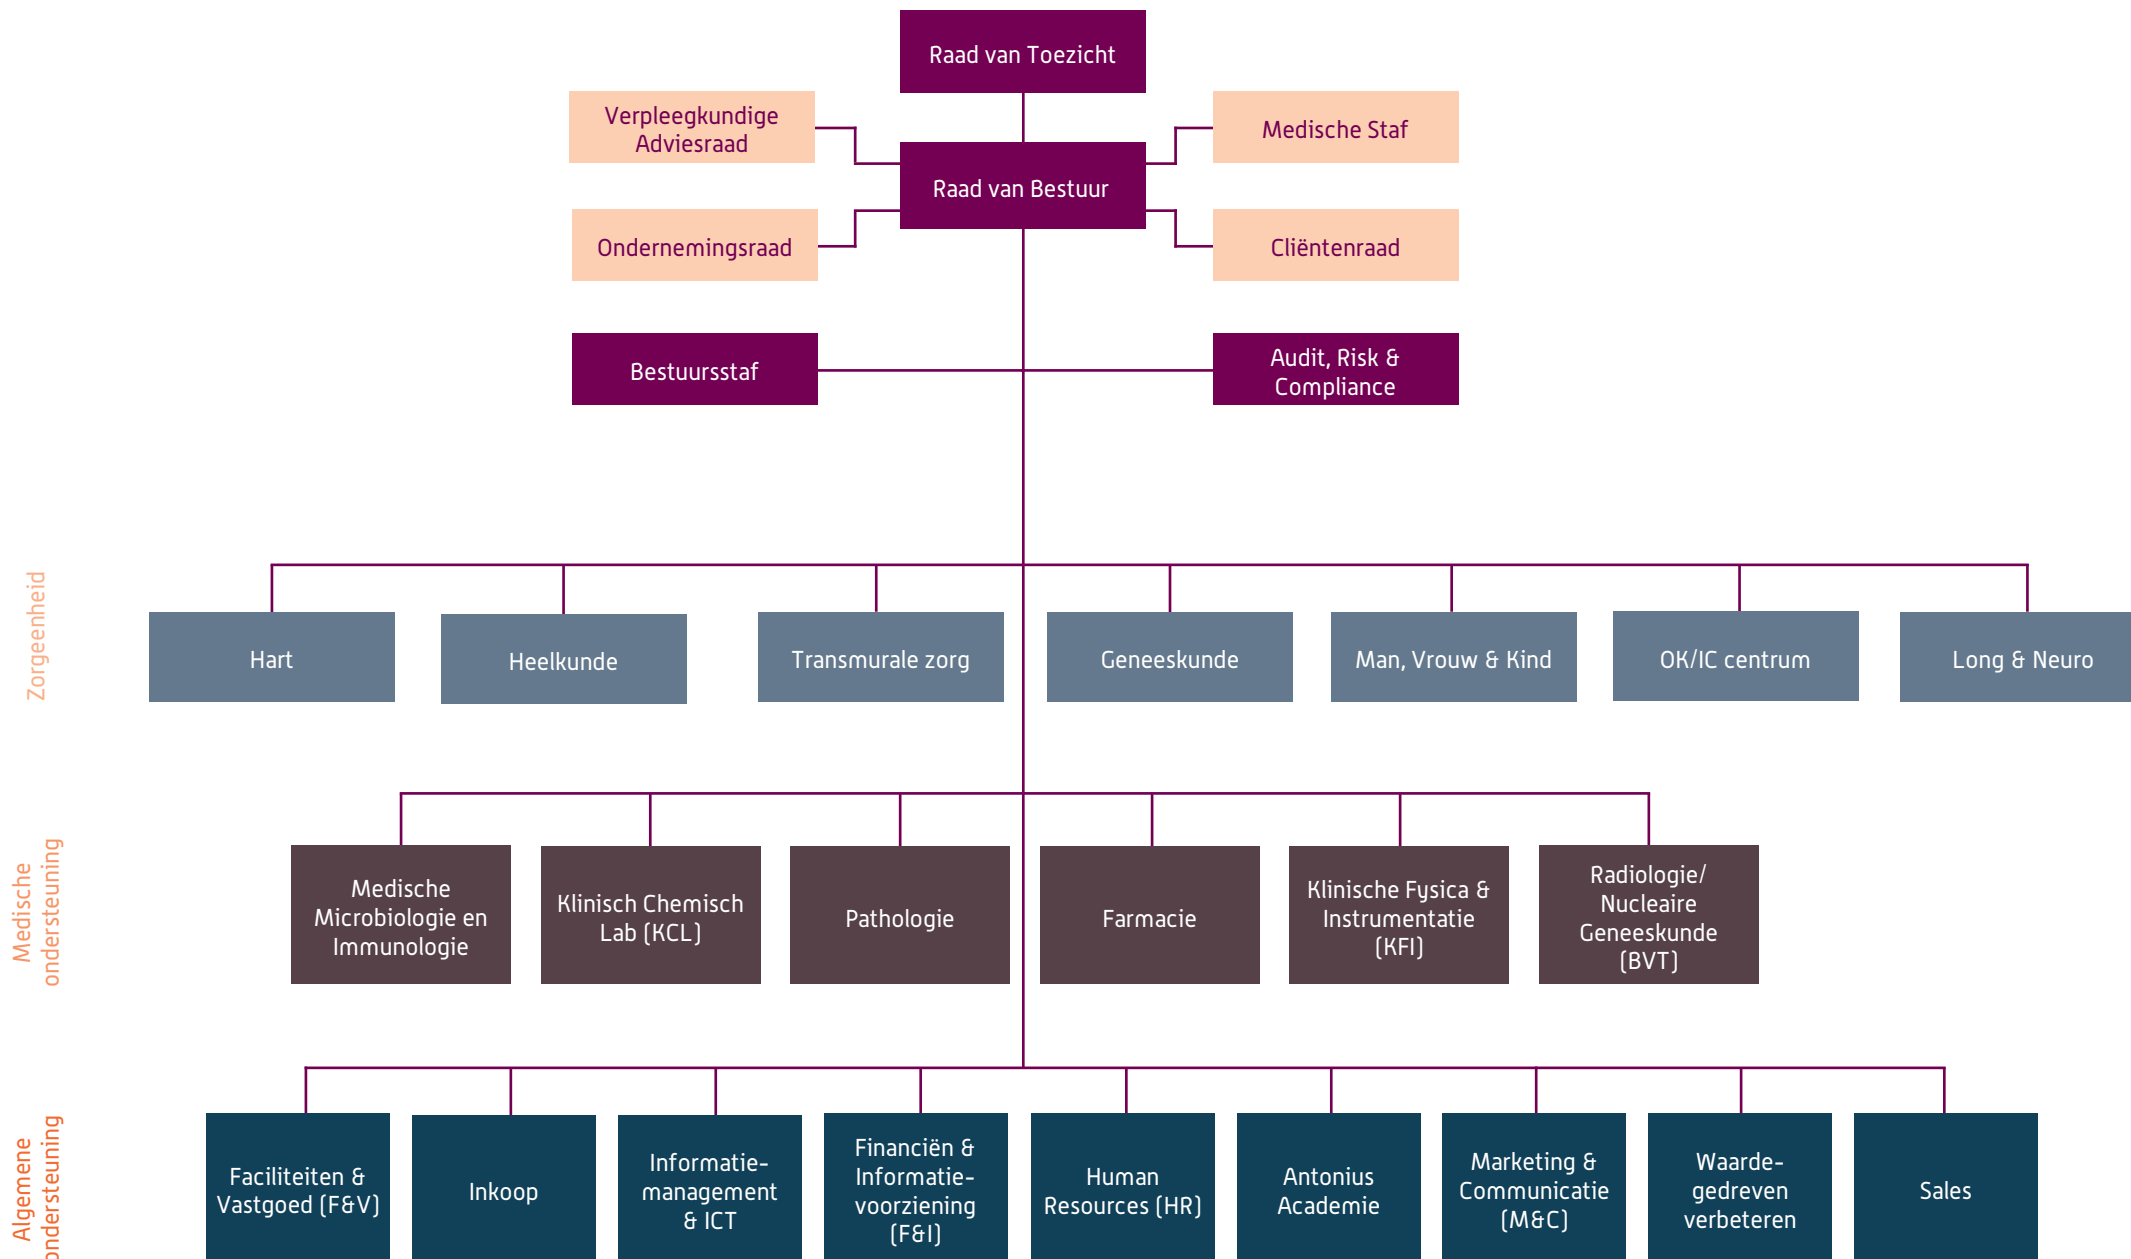 Raad van Toezicht
Verpleegkundige
Adviesraad
Medische Staf
Raad van Bestuur
Ondernemingsraad
Cliëntenraad
Bestuursstaf
Audit, Risk &
Compliance
Zorgeenheid
Hart
Heelkunde
Transmurale zorg
Geneeskunde
Man, Vrouw & Kind
OK/IC centrum
Long & Neuro
Medische
ondersteuning
Medische
Microbiologie en
Immunologie
Klinisch Chemisch
Lab (KCL)
Pathologie
Farmacie
Klinische Fysica &
Instrumentatie
(KFI)
Radiologie/
Nucleaire
Geneeskunde
(BVT)
Algemene
ondersteuning
Faciliteiten &
Vastgoed (F&V)
Inkoop
Informatie-
management
& ICT
Financiën &
Informatie-
voorziening
(F&I)
Human
Resources (HR)
Antonius
Academie
Marketing &
Communicatie
(M&C)
Waarde-
gedreven
verbeteren
Sales